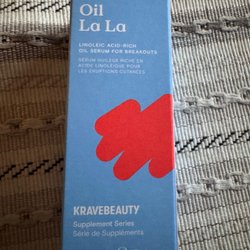 Oil
La La
LINOLEIC ACID-RICH
OIL SERUM FOR BREAKOUTS
SÉRUM HUILEUX RICHE EN
ACIDE LINOLÉIQUE POUR
LES ÉRUPTIONS CUTANÉES
KRAVEBEAUTY
Supplement Series
Série de Suppléments